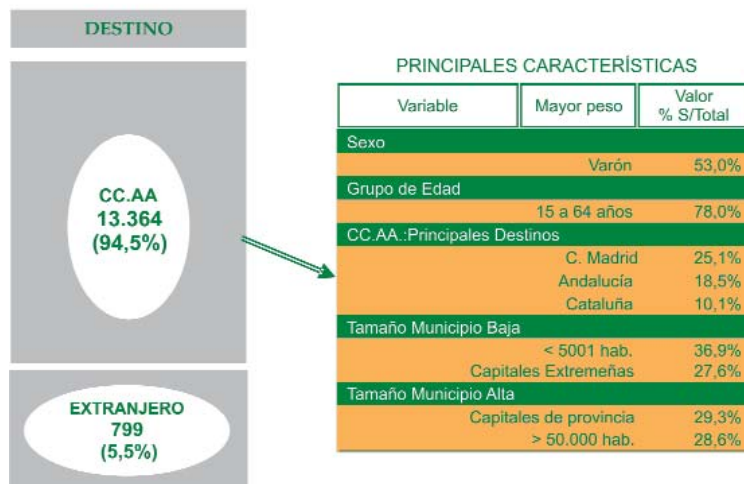 DESTINO
CC.AA
13.364
(94,5%)
EXTRANJERO
799
(5,5%)
PRINCIPALES CARACTERÍSTICAS
Variable Mayor peso Valor % S/Total
Sexo
Varón 53,0%
Grupo de Edad
15 a 64 años 78,0%
CC.AA.:Principales Destinos
C. Madrid 25,1%
Andalucía 18,5%
Cataluña 10,1%
Tamaño Municipio Baja
< 5001 hab. 36,9%
Capitales Extremeñas 27,6%
Tamaño Municipio Alta
Capitales de provincia 29,3%
> 50.000 hab. 28,6%